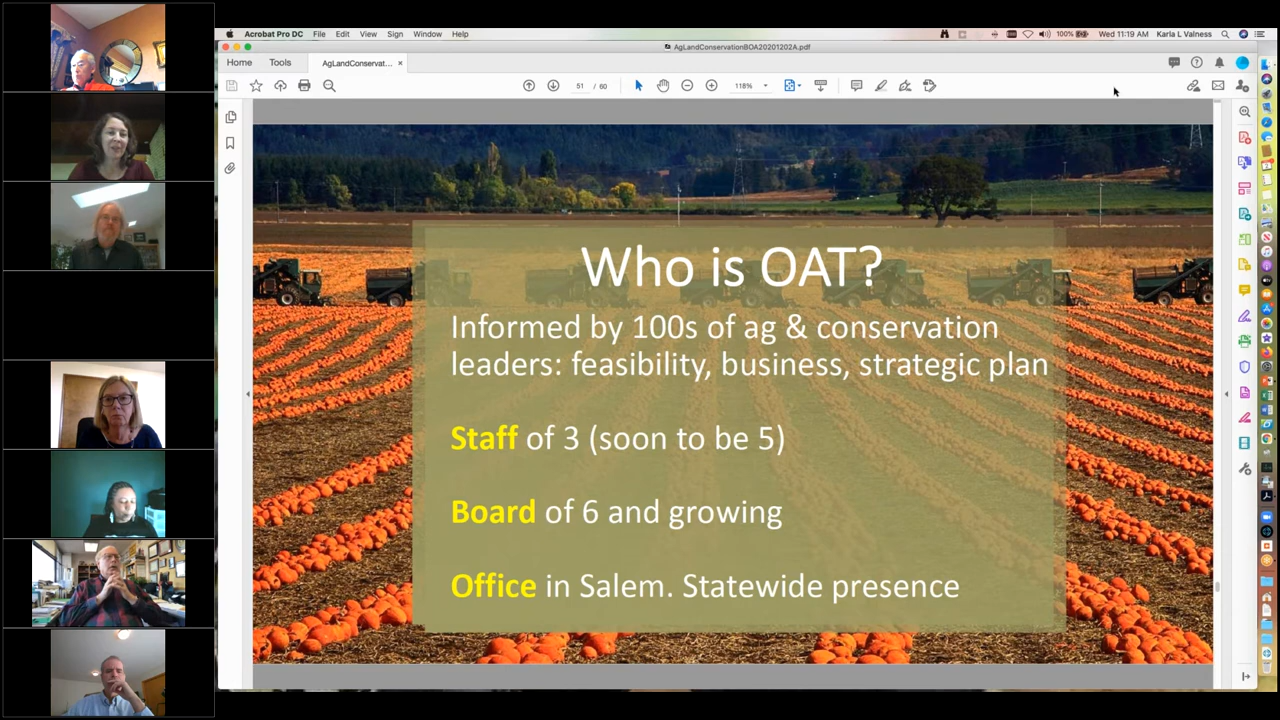 Acrobat Pro DC File Edit View Sign Window Help
100% Wed 11:19 AM Karla L Valness
AgLandConservationBOA20201202A.pdf
Home Tools AgLandConservat... ×
51 / 60 118%
Who is OAT?
Informed by 100s of ag & conservation
leaders: feasibility, business, strategic plan
Staff of 3 (soon to be 5)
Board of 6 and growing
Office in Salem. Statewide presence